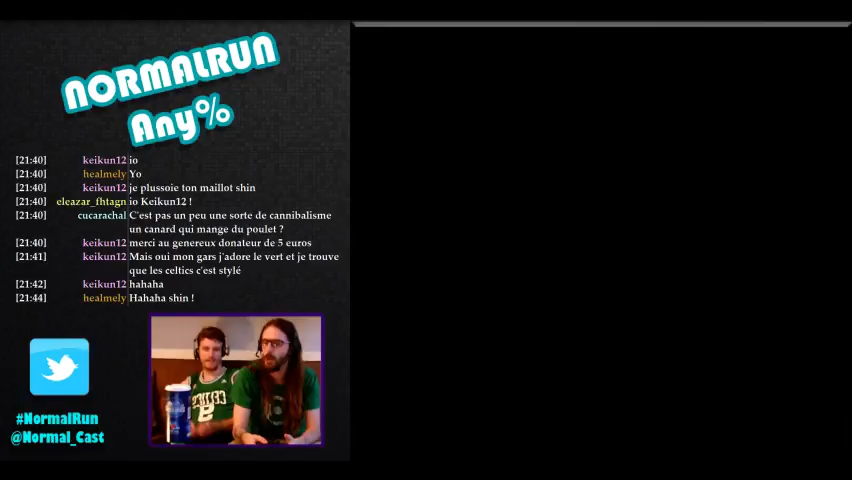 NORMALRUN
Any%
[21:40] keikun12 io
[21:40] healmely Yo
[21:40] keikun12 je plussoie ton maillot shin
[21:40] eleazar_fhtagn io Keikun12 !
[21:40] cucarachal C'est pas un peu une sorte de cannibalisme
un canard qui mange du poulet ?
[21:40] keikun12 merci au genereux donateur de 5 euros
[21:41] keikun12 Mais oui mon gars j'adore le vert et je trouve
que les celtics c'est stylé
[21:42] keikun12 hahaha
[21:44] healmely Hahaha shin !
#NormalRun
@Normal_Cast